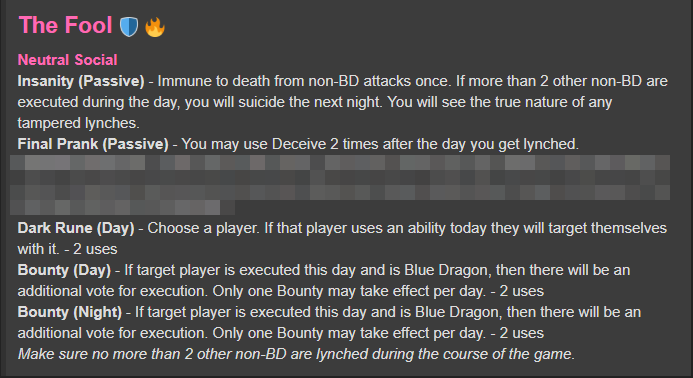 The Fool
Neutral Social
Insanity (Passive) - Immune to death from non-BD attacks once. If more than 2 other non-BD are
executed during the day, you will suicide the next night. You will see the true nature of any
tampered lynches.
Final Prank (Passive) - You may use Deceive 2 times after the day you get lynched.
Dark Rune (Day) - Choose a player. If that player uses an ability today they will target themselves
with it. - 2 uses
Bounty (Day) - If target player is executed this day and is Blue Dragon, then there will be an
additional vote for execution. Only one Bounty may take effect per day. - 2 uses
Bounty (Night) - If target player is executed this day and is Blue Dragon, then there will be an
additional vote for execution. Only one Bounty may take effect per day. - 2 uses
Make sure no more than 2 other non-BD are lynched during the course of the game.